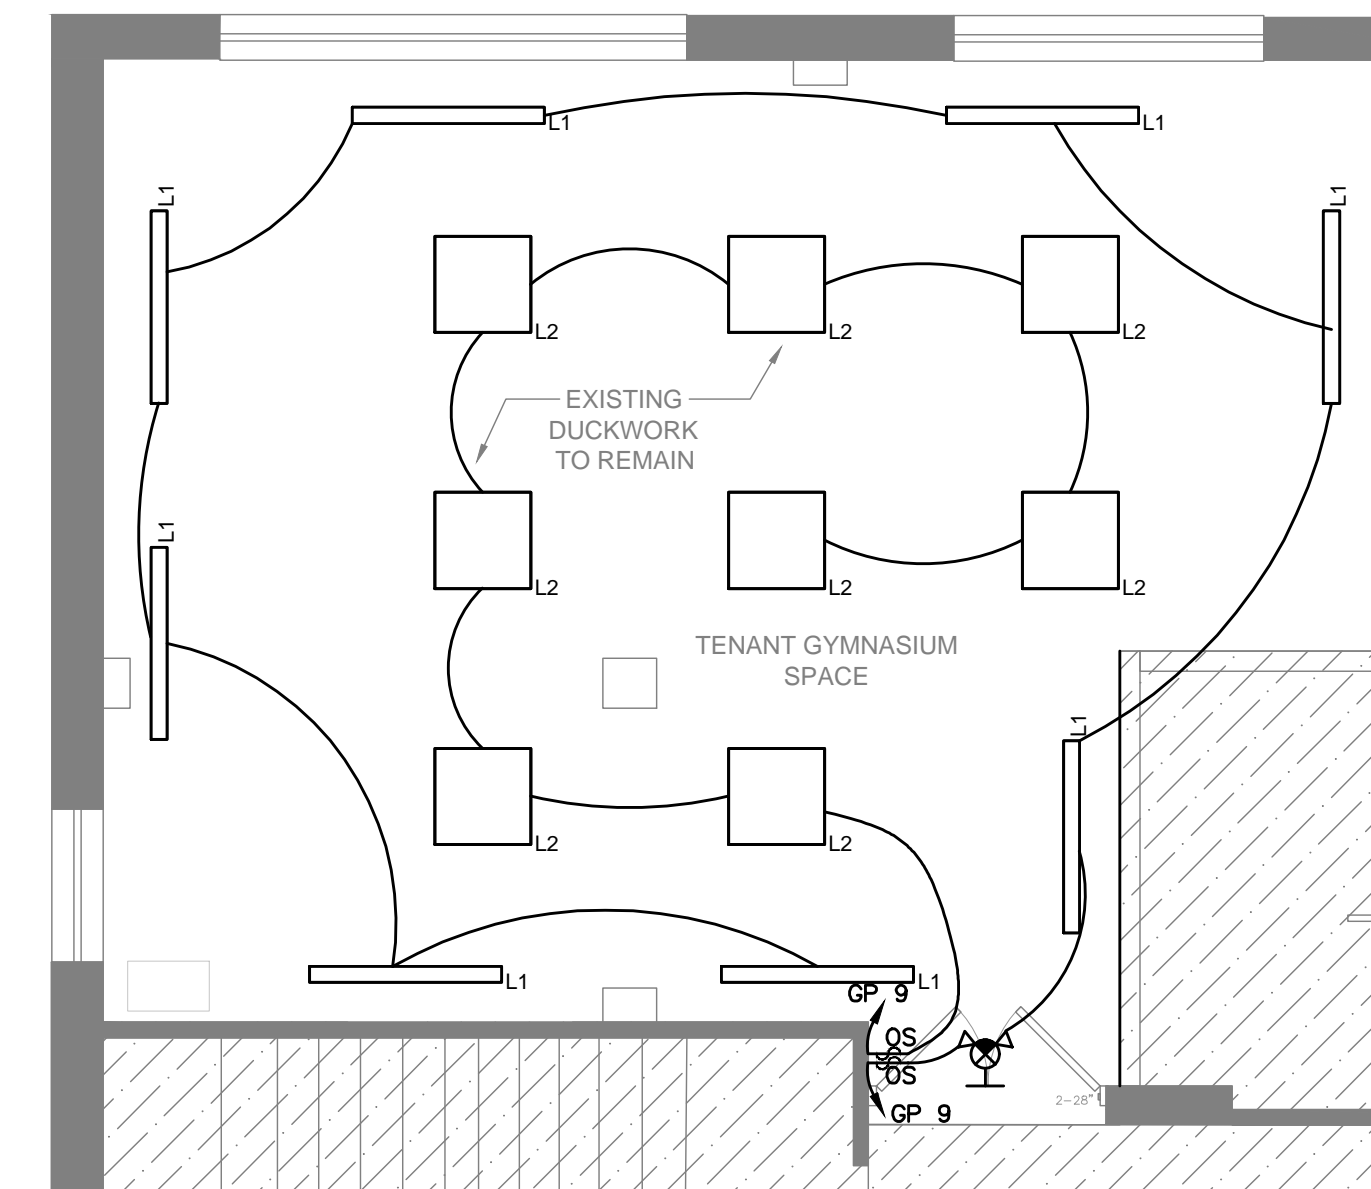 L1
L1
L1
L1
L2
L2
L2
EXISTING
DUCKWORK
TO REMAIN
L1
L2
L2
L2
TENANT GYMNASIUM
SPACE
L1
L2
L2
L1
L1
GP 9
OS
$
$
OS
2-28"
GP 9